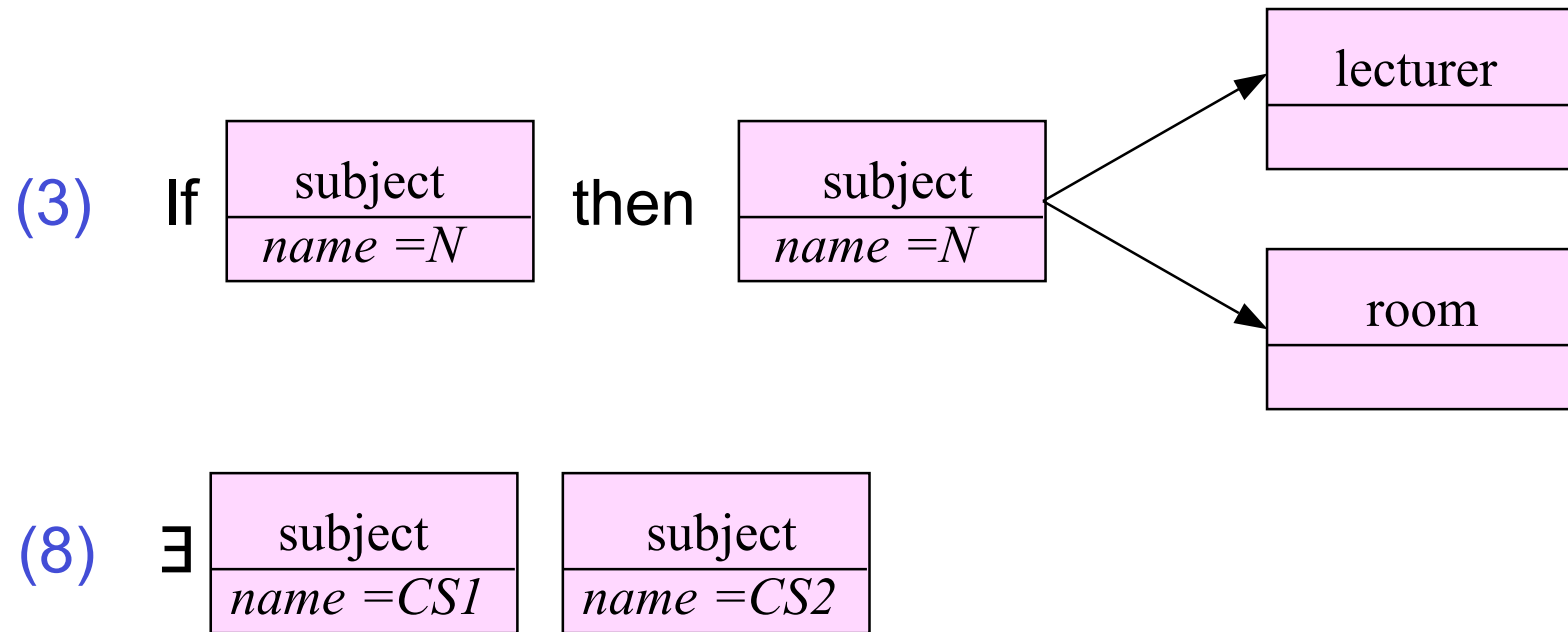 lecturer
(3) If subject then subject
name =N name =N
room
(8) ∃ subject subject
name =CS1 name =CS2